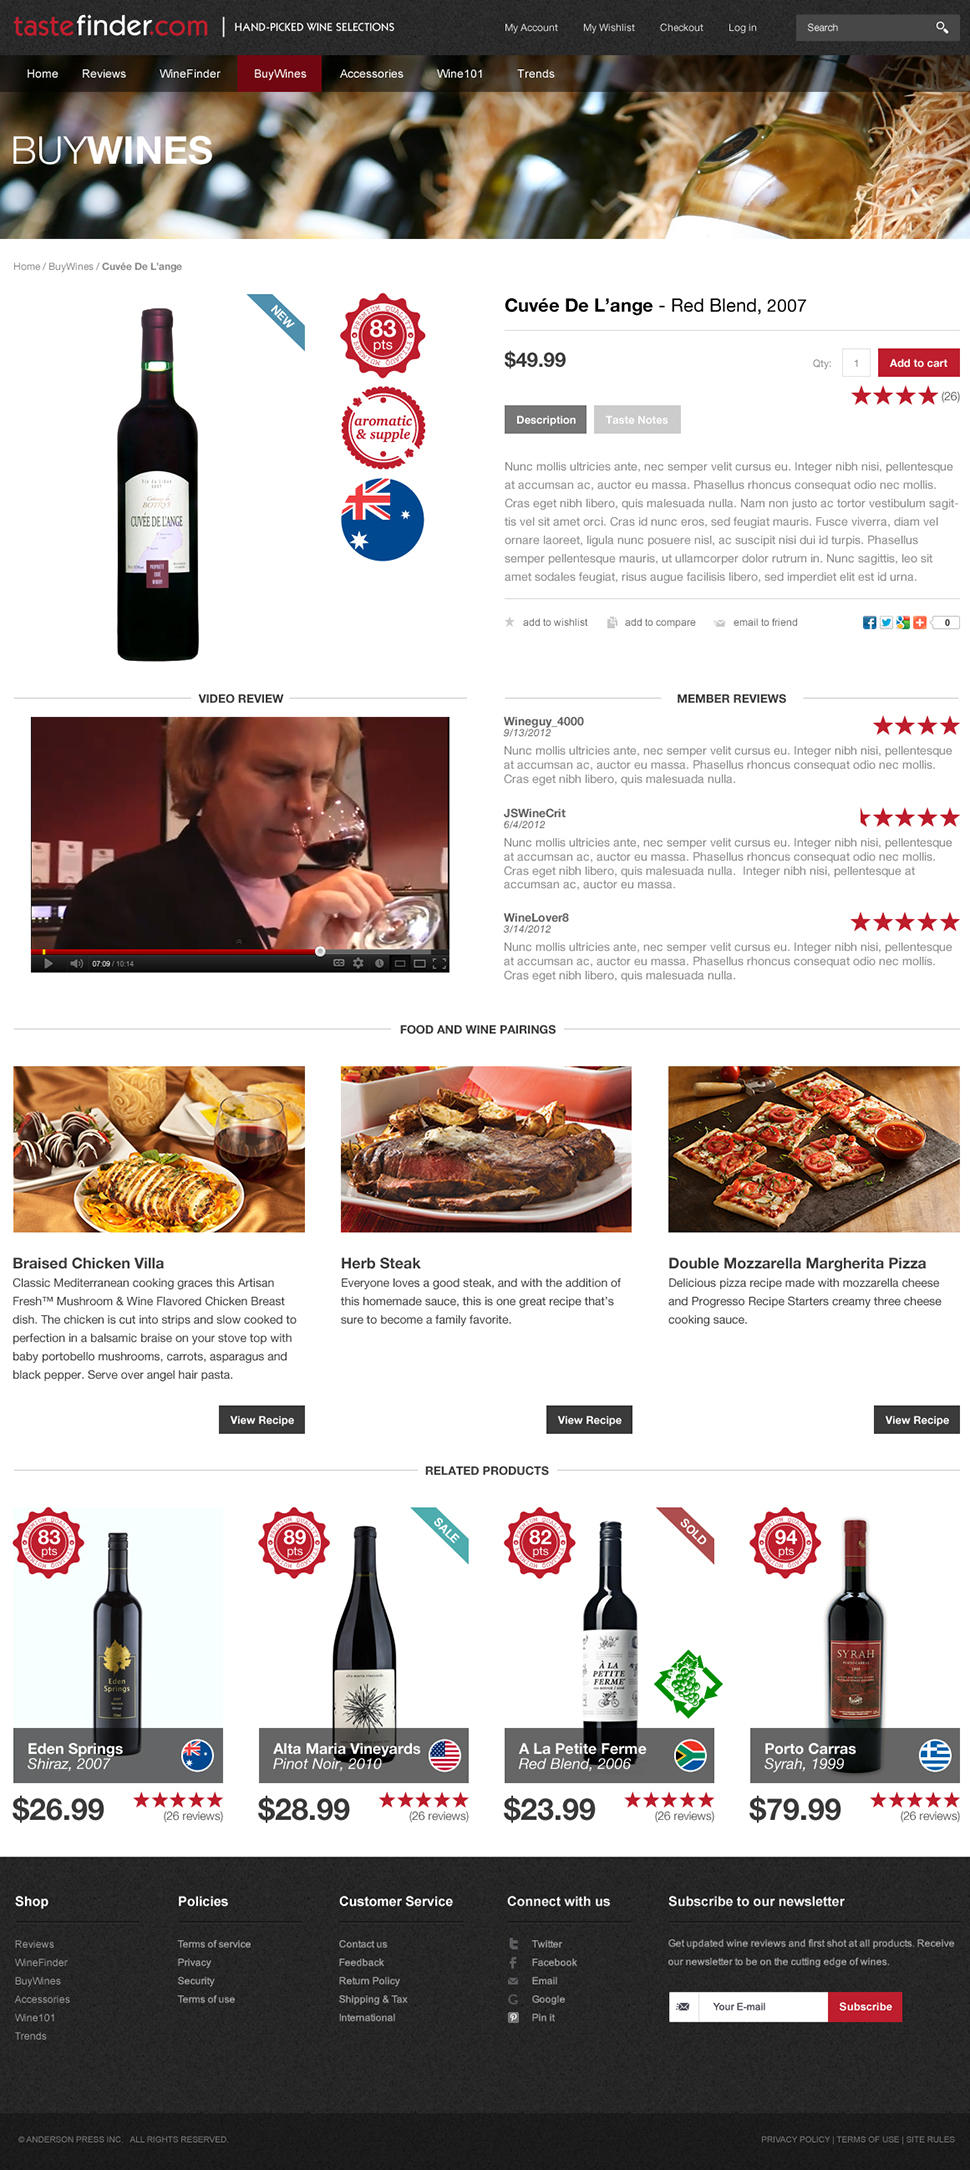 tastefinder.com | HAND-PICKED WINE SELECTIONS
My Account My Wishlist Checkout Log in Search
Home Reviews WineFinder BuyWines Accessories Wine101 Trends
BUYWINES
Home / BuyWines / Cuvée De L'ange
NEW
PREMIUM QUALITY
83
pts
aromatic
& supple
CUVÉE DE L'ANGE
Cuvée De L'ange - Red Blend, 2007
$49.99
Qty: 1 Add to cart
(26)
Description Taste Notes
Nunc mollis ultricies ante, nec semper velit cursus eu. Integer nibh nisi, pellentesque
at accumsan ac, auctor eu massa. Phasellus rhoncus consequat odio nec mollis.
Cras eget nibh libero, quis malesuada nulla. Nam non justo ac tortor vestibulum sagit-
tis vel sit amet orci. Cras id nunc eros, sed feugiat mauris. Fusce viverra, diam vel
ornare laoreet, ligula nunc posuere nisl, ac suscipit nisi dui id turpis. Phasellus
semper pellentesque mauris, ut ullamcorper dolor rutrum in. Nunc sagittis, leo sit
amet sodales feugiat, risus augue facilisis libero, sed imperdiet elit est id urna.
add to wishlist add to compare email to friend 0
VIDEO REVIEW
07:09 / 10:14
MEMBER REVIEWS
Wineguy_4000
9/13/2012
Nunc mollis ultricies ante, nec semper velit cursus eu. Integer nibh nisi, pellentesque
at accumsan ac, auctor eu massa. Phasellus rhoncus consequat odio nec mollis.
Cras eget nibh libero, quis malesuada nulla.
JSWineCrit
6/4/2012
Nunc mollis ultricies ante, nec semper velit cursus eu. Integer nibh nisi, pellentesque
at accumsan ac, auctor eu massa. Phasellus rhoncus consequat odio nec mollis.
Cras eget nibh libero, quis malesuada nulla. Integer nibh nisi, pellentesque at
accumsan ac, auctor eu massa.
WineLover8
3/14/2012
Nunc mollis ultricies ante, nec semper velit cursus eu. Integer nibh nisi, pellentesque
at accumsan ac, auctor eu massa. Phasellus rhoncus consequat odio nec mollis.
Cras eget nibh libero, quis malesuada nulla.
FOOD AND WINE PAIRINGS
Braised Chicken Villa
Classic Mediterranean cooking graces this Artisan
Fresh™ Mushroom & Wine Flavored Chicken Breast
dish. The chicken is cut into strips and slow cooked to
perfection in a balsamic braise on your stove top with
baby portobello mushrooms, carrots, asparagus and
black pepper. Serve over angel hair pasta.
View Recipe
Herb Steak
Everyone loves a good steak, and with the addition of
this homemade sauce, this is one great recipe that's
sure to become a family favorite.
View Recipe
Double Mozzarella Margherita Pizza
Delicious pizza recipe made with mozzarella cheese
and Progresso Recipe Starters creamy three cheese
cooking sauce.
View Recipe
RELATED PRODUCTS
83
pts
Eden
Springs
Eden Springs
Shiraz, 2007
$26.99
(26 reviews)
89
pts
SALE
alta maria vineyards
Alta Maria Vineyards
Pinot Noir, 2010
$28.99
(26 reviews)
82
pts
SOLD
À LA
PETITE
FERME
A La Petite Ferme
Red Blend, 2006
$23.99
(26 reviews)
94
pts
SYRAH
PORTO CARRAS
Porto Carras
Syrah, 1999
$79.99
(26 reviews)
Shop
Reviews
WineFinder
BuyWines
Accessories
Wine101
Trends
Policies
Terms of service
Privacy
Security
Terms of use
Customer Service
Contact us
Feedback
Return Policy
Shipping & Tax
International
Connect with us
Twitter
Facebook
Email
Google
Pin it
Subscribe to our newsletter
Get updated wine reviews and first shot at all products. Receive
our newsletter to be on the cutting edge of wines.
Your E-mail Subscribe
© ANDERSON PRESS INC. ALL RIGHTS RESERVED.
PRIVACY POLICY | TERMS OF USE | SITE RULES